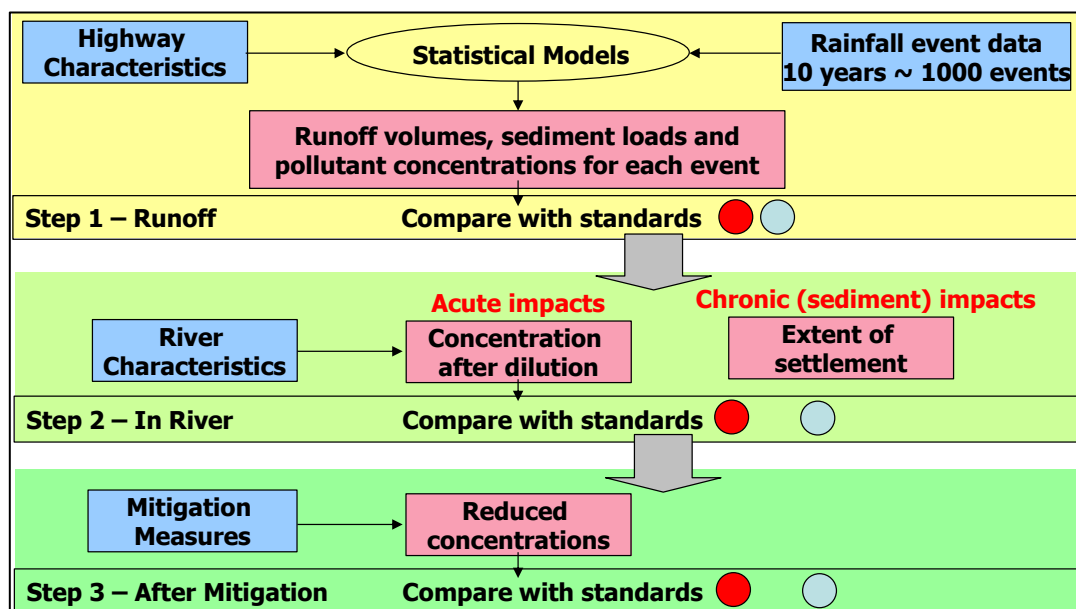 Highway
Characteristics
Statistical Models
Rainfall event data
10 years ~ 1000 events
Runoff volumes, sediment loads and
pollutant concentrations for each event
Step 1 – Runoff
Compare with standards
Acute impacts
Chronic (sediment) impacts
River
Characteristics
Concentration
after dilution
Extent of
settlement
Step 2 – In River
Compare with standards
Mitigation
Measures
Reduced
concentrations
Step 3 – After Mitigation
Compare with standards